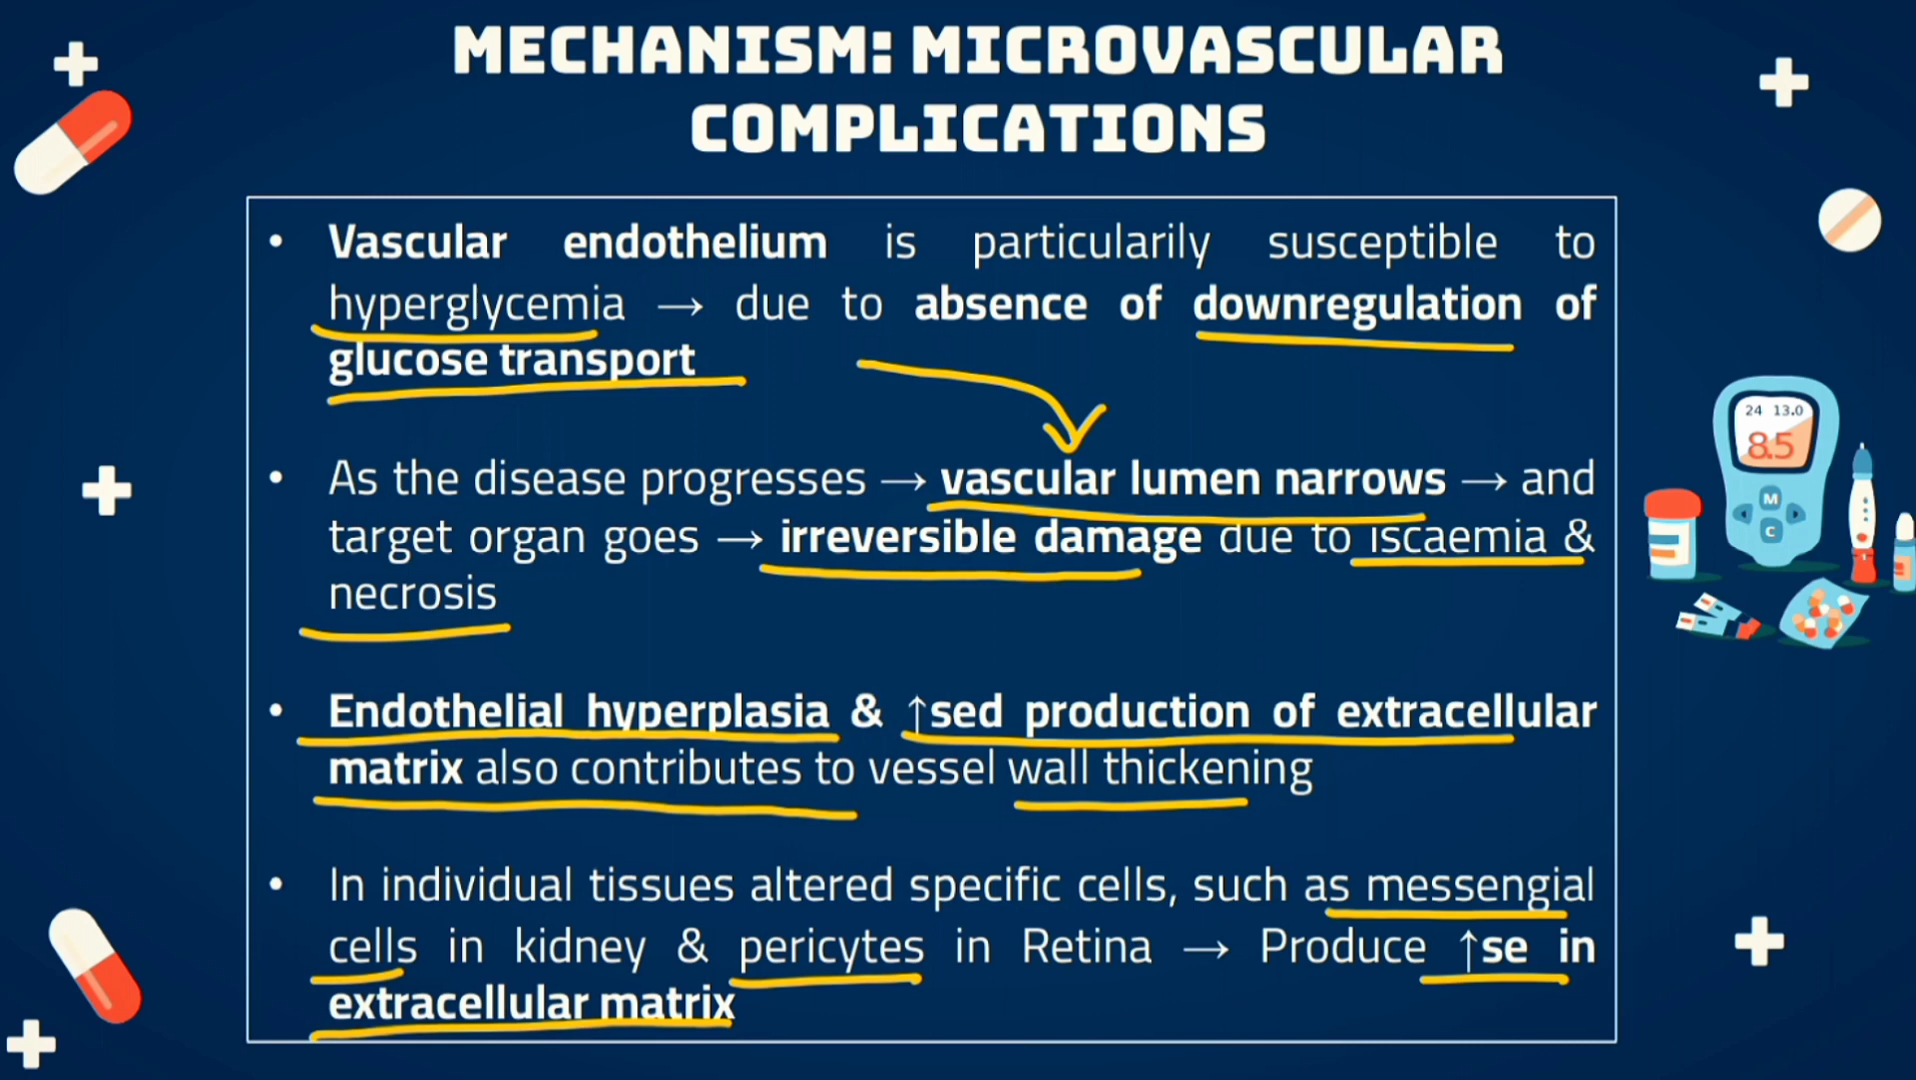 MECHANISM: MICROVASCULAR
COMPLICATIONS
• Vascular endothelium is particularily susceptible to
hyperglycemia → due to absence of downregulation of
glucose transport
• As the disease progresses → vascular lumen narrows → and
target organ goes → irreversible damage due to iscaemia &
necrosis
• Endothelial hyperplasia & ↑sed production of extracellular
matrix also contributes to vessel wall thickening
• In individual tissues altered specific cells, such as messengial
cells in kidney & pericytes in Retina → Produce ↑se in
extracellular matrix
24 13.0
8.5
M
C